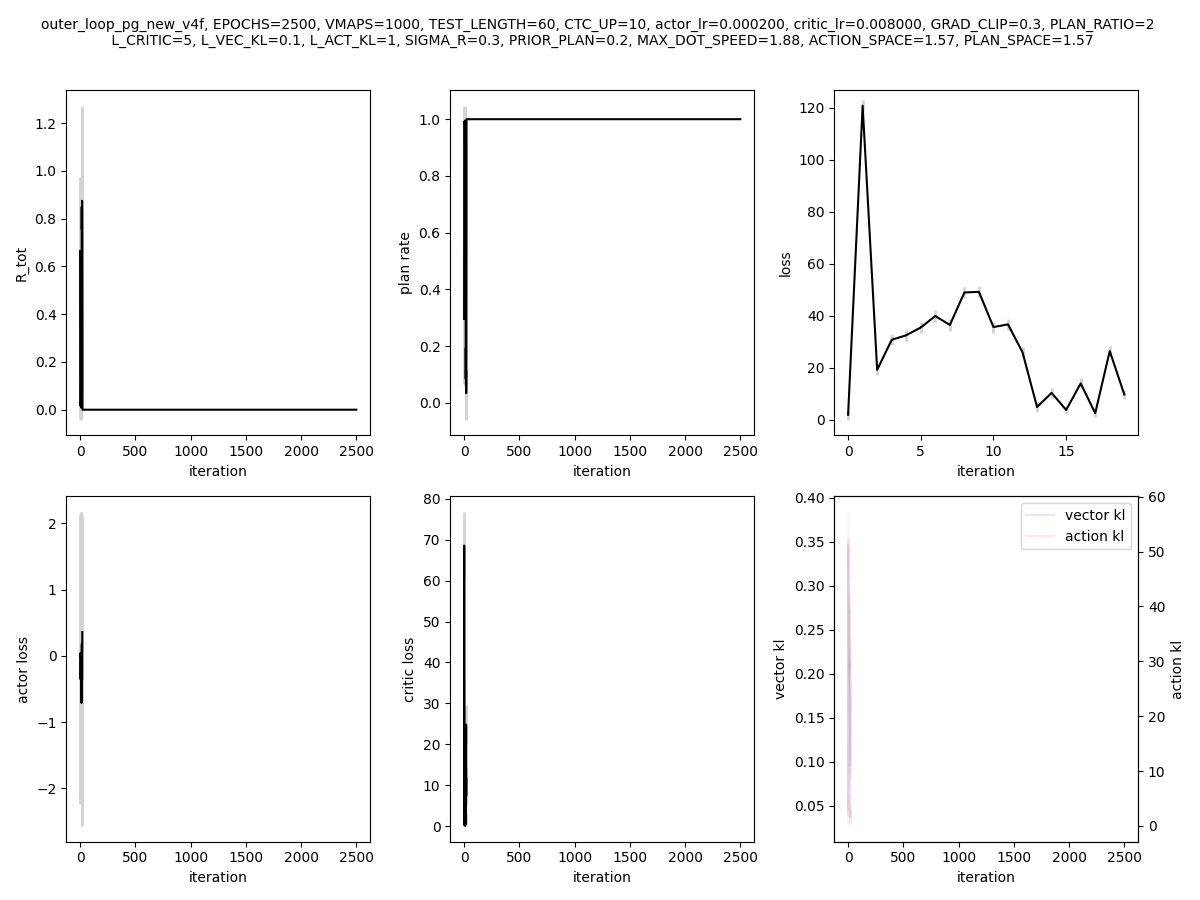 outer_loop_pg_new_v4f, EPOCHS=2500, VMAPS=1000, TEST_LENGTH=60, CTC_UP=10, actor_lr=0.000200, critic_lr=0.008000, GRAD_CLIP=0.3, PLAN_RATIO=2
L_CRITIC=5, L_VEC_KL=0.1, L_ACT_KL=1, SIGMA_R=0.3, PRIOR_PLAN=0.2, MAX_DOT_SPEED=1.88, ACTION_SPACE=1.57, PLAN_SPACE=1.57
R_tot
1.2
1.0
0.8
0.6
0.4
0.2
0.0
0 500 1000 1500 2000 2500
iteration
plan rate
1.0
0.8
0.6
0.4
0.2
0.0
0 500 1000 1500 2000 2500
iteration
loss
120
100
80
60
40
20
0
0 5 10 15
iteration
actor loss
2
1
0
−1
−2
0 500 1000 1500 2000 2500
iteration
critic loss
80
70
60
50
40
30
20
10
0
0 500 1000 1500 2000 2500
iteration
vector kl
0.40
0.35
0.30
0.25
0.20
0.15
0.10
0.05
vector kl
action kl
0 500 1000 1500 2000 2500
iteration
60
50
40
30
20
10
0
action kl